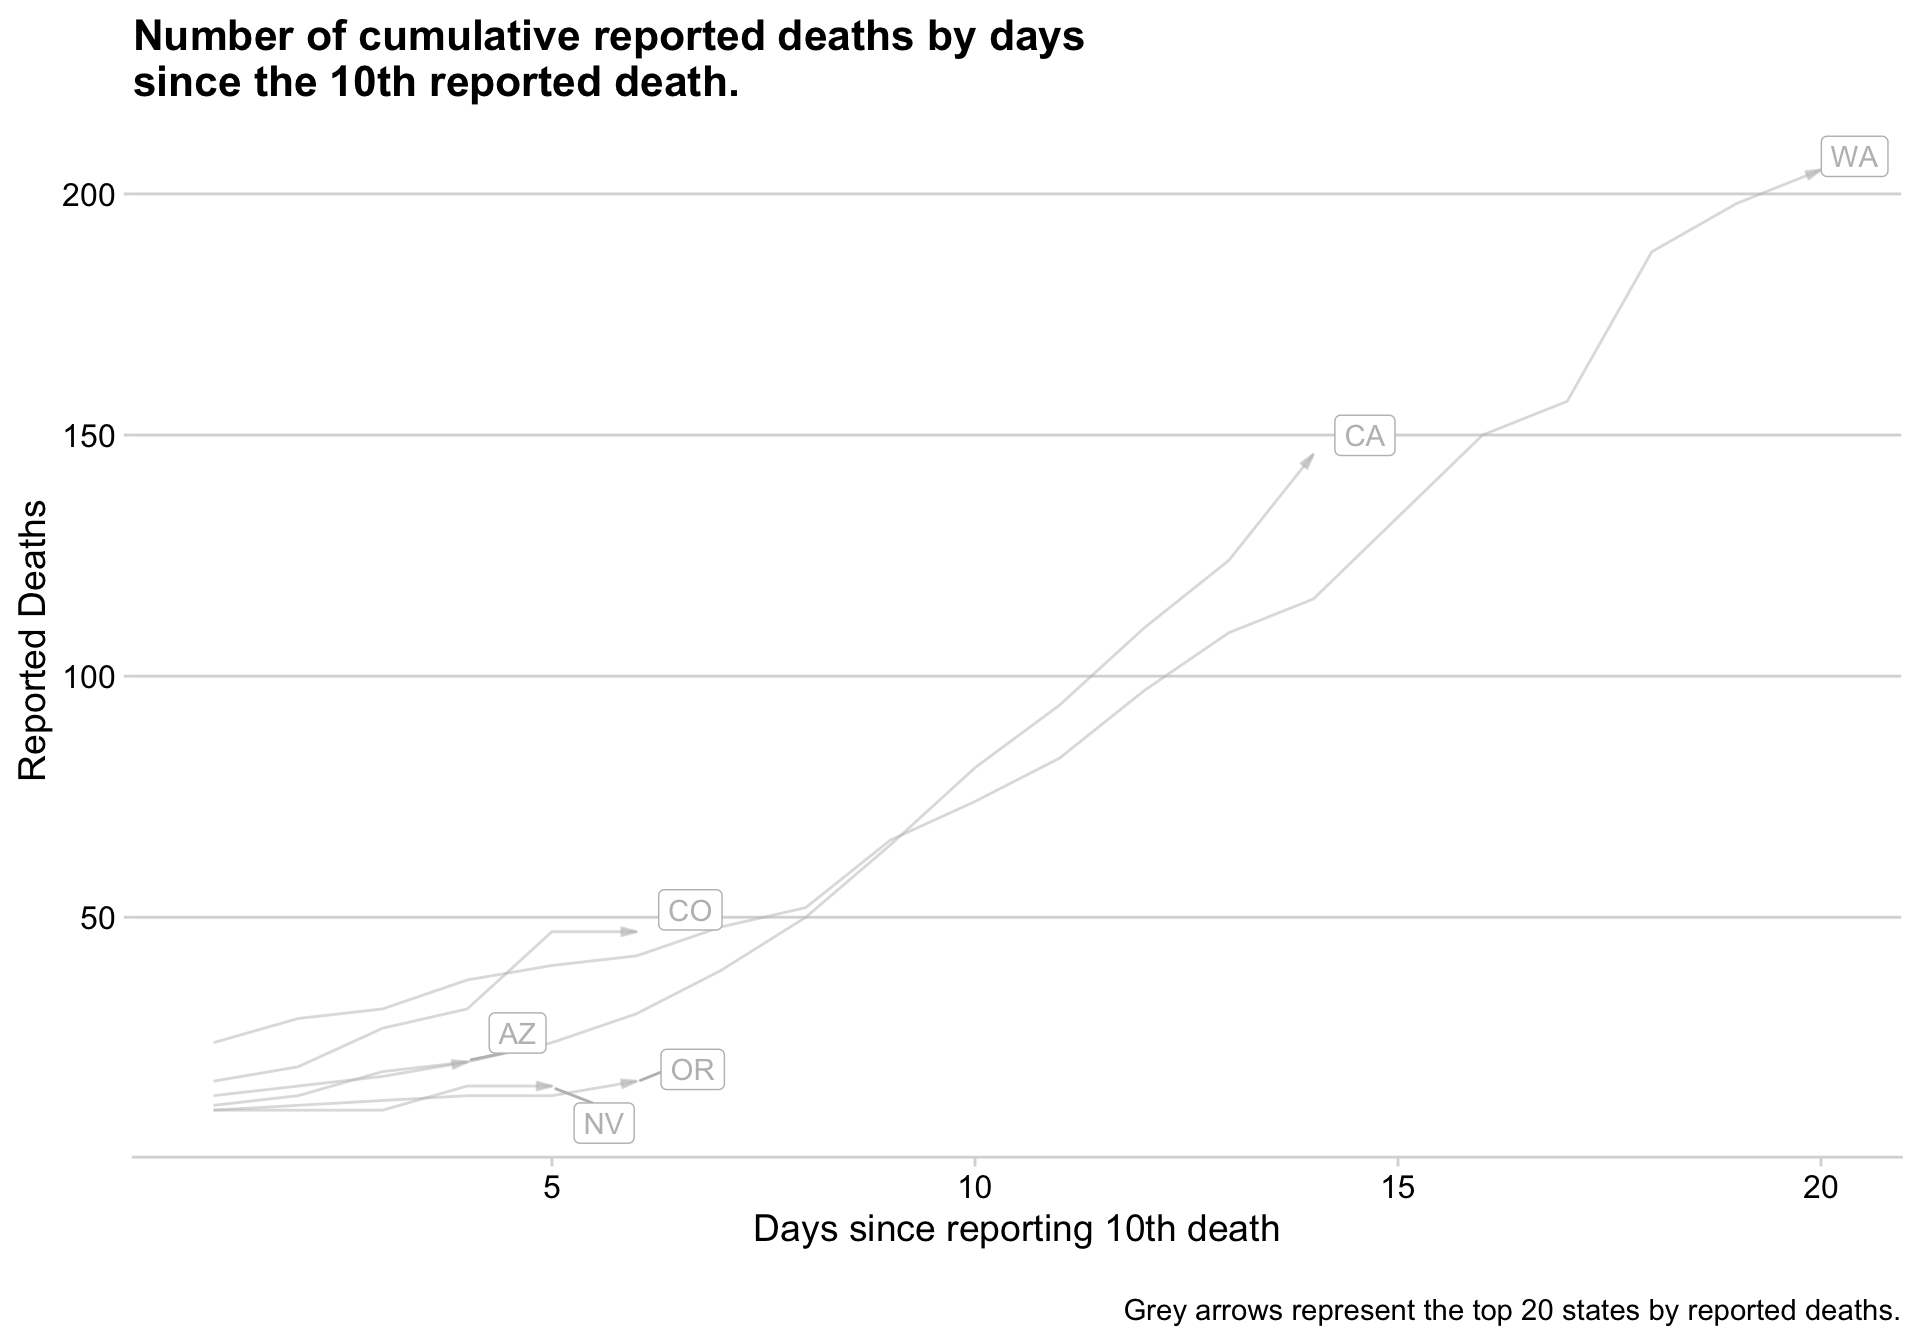 Number of cumulative reported deaths by days
since the 10th reported death.
WA
200
CA
150
Reported Deaths
100
CO
50
AZ
OR
NV
5
10
15
20
Days since reporting 10th death
Grey arrows represent the top 20 states by reported deaths.